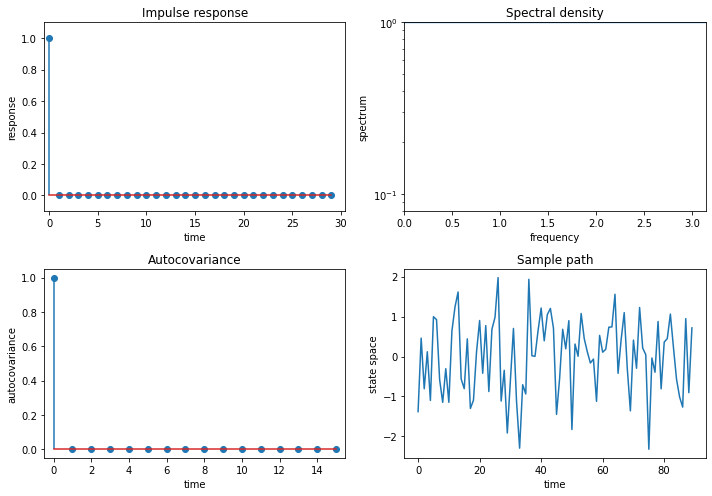 Impulse response
1.0
0.8
0.6
0.4
0.2
0.0
response
0 5 10 15 20 25 30
time
Spectral density
10⁰
10⁻¹
spectrum
0.0 0.5 1.0 1.5 2.0 2.5 3.0
frequency
Autocovariance
1.0
0.8
0.6
0.4
0.2
0.0
autocovariance
0 2 4 6 8 10 12 14
time
Sample path
2
1
0
−1
−2
state space
0 20 40 60 80
time